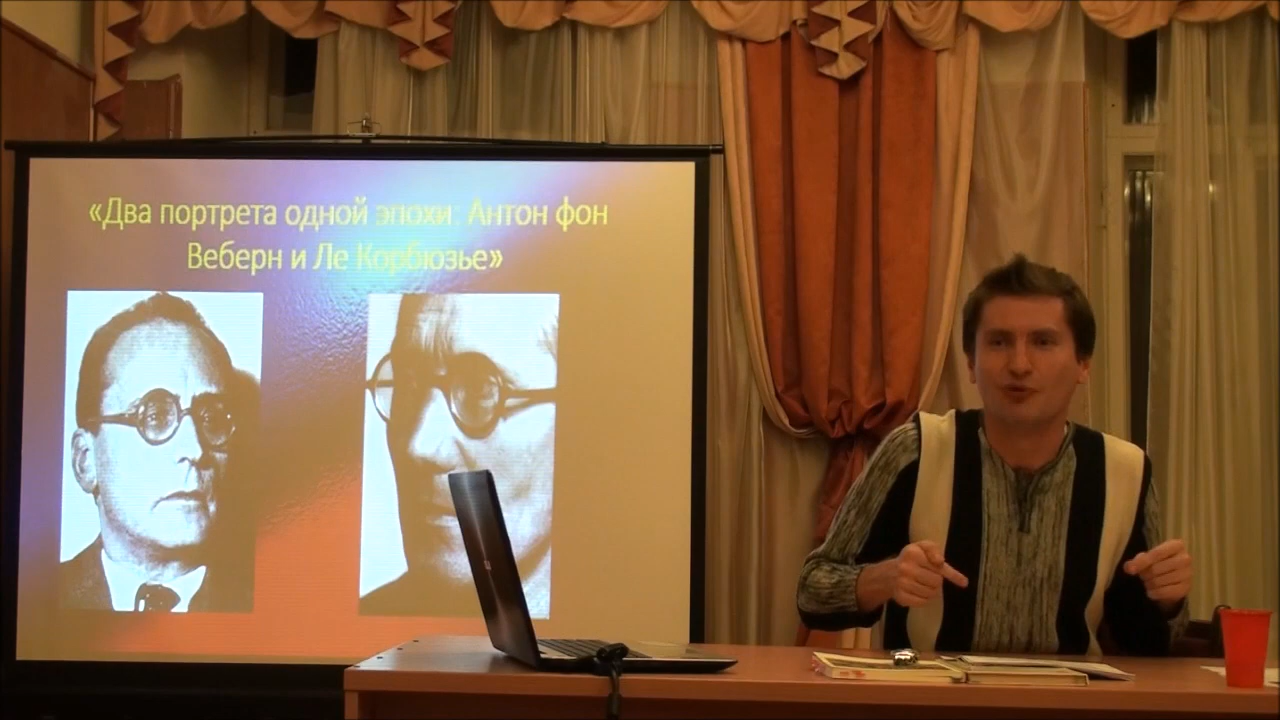 «Два портрета одной эпохи: Антон фон
Веберн и Ле Корбюзье»